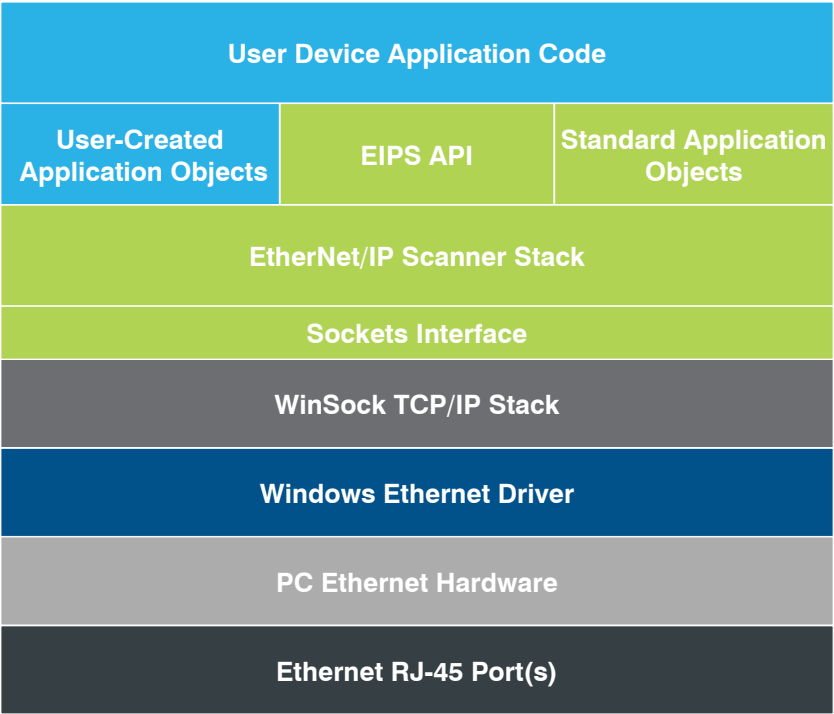 User Device Application Code
User-Created
Application Objects
EIPS API
Standard Application
Objects
EtherNet/IP Scanner Stack
Sockets Interface
WinSock TCP/IP Stack
Windows Ethernet Driver
PC Ethernet Hardware
Ethernet RJ-45 Port(s)